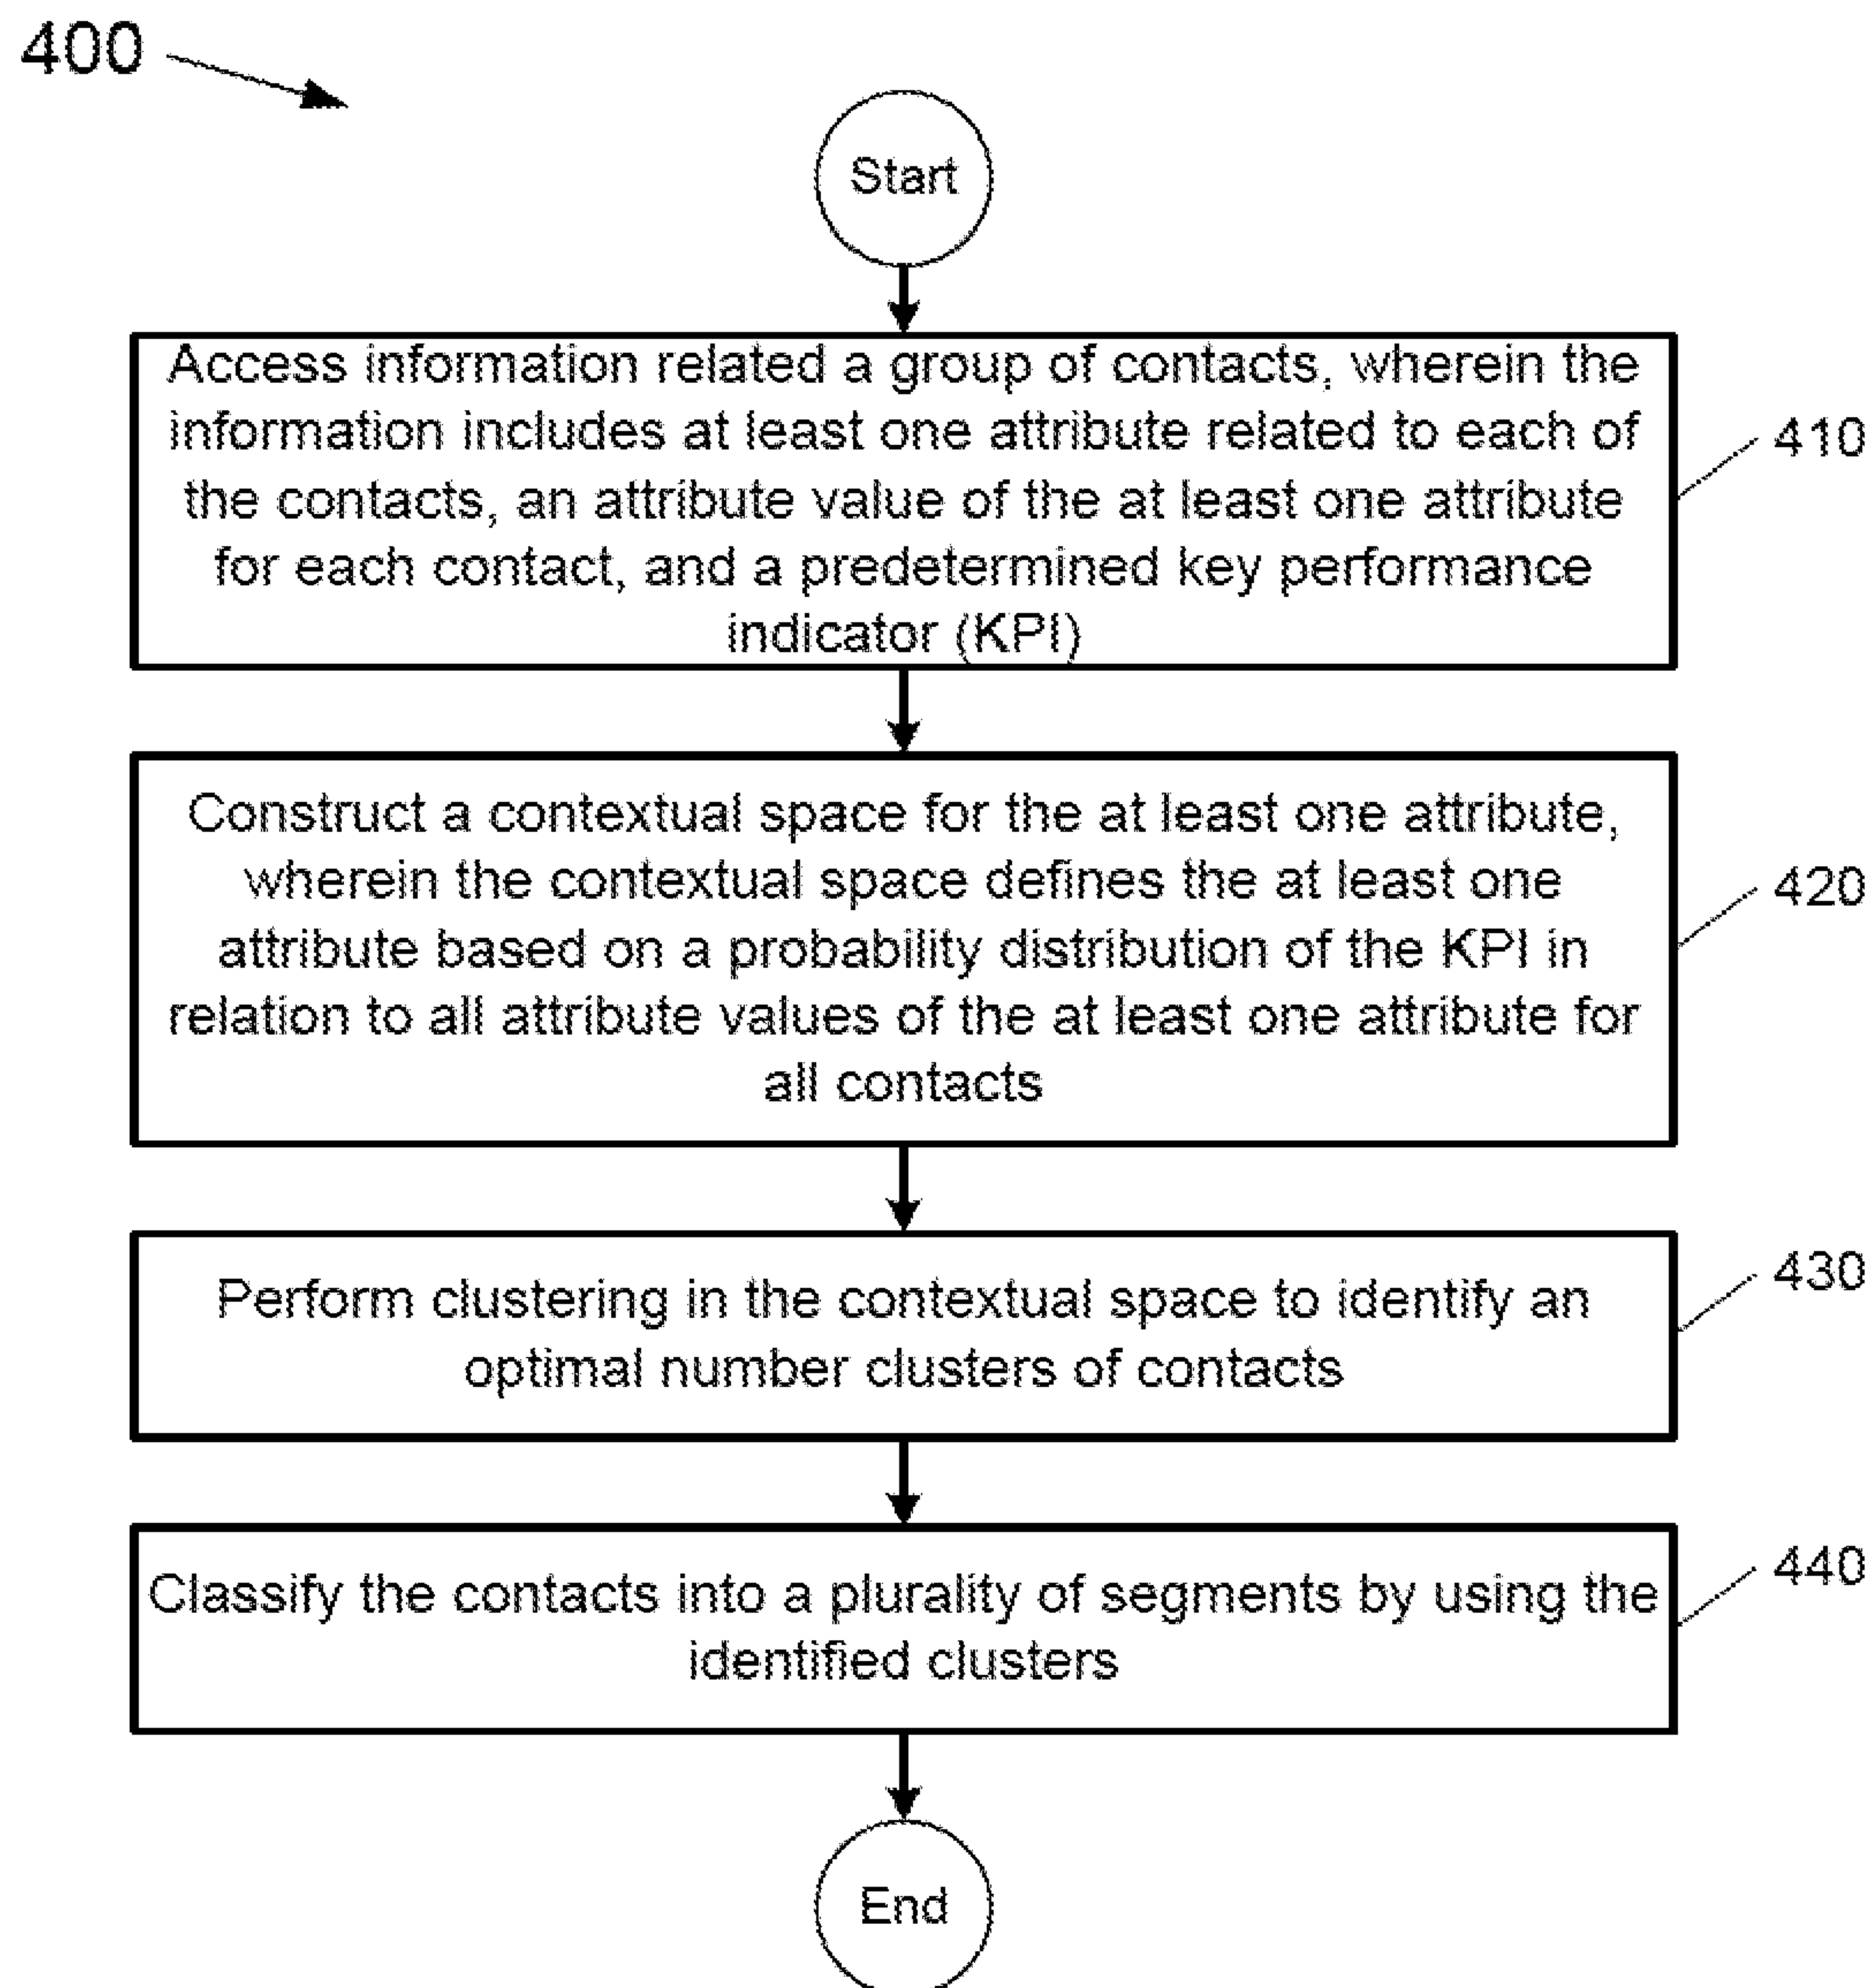 400
Start
Access information related a group of contacts, wherein the
information includes at least one attribute related to each of
the contacts, an attribute value of the at least one attribute
for each contact, and a predetermined key performance
indicator (KPI)
410
Construct a contextual space for the at least one attribute,
wherein the contextual space defines the at least one
attribute based on a probability distribution of the KPI in
relation to all attribute values of the at least one attribute for
all contacts
420
Perform clustering in the contextual space to identify an
optimal number clusters of contacts
430
Classify the contacts into a plurality of segments by using the
identified clusters
440
End